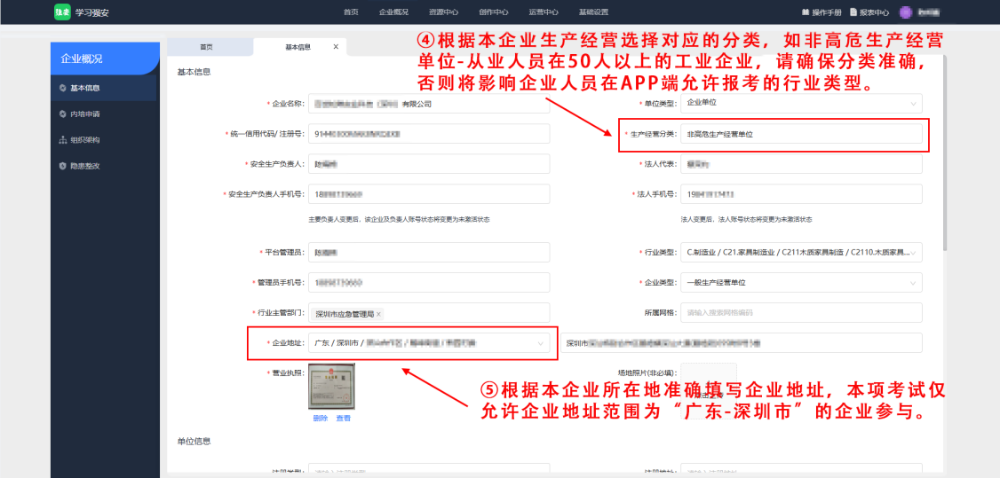 学习强安
首页 企业概况 资源中心 创作中心 运营中心 基础设置
操作手册 报表中心
企业概况
基本信息
内培申请
组织架构
隐患整改
首页 基本信息 X
④根据本企业生产经营选择对应的分类，如非高危生产经营
单位-从业人员在50人以上的工业企业，请确保分类准确，
否则将影响企业人员在APP端允许报考的行业类型。
基本信息
* 企业名称： 有限公司
* 单位类型： 企业单位
* 统一信用代码/ 注册号：
* 生产经营分类： 非高危生产经营单位
* 安全生产负责人：
* 法人代表：
* 安全生产负责人手机号：
* 法人手机号：
主要负责人变更后，该企业及负责人账号状态将变更为未激活状态
法人变更后，法人账号状态将变更为未激活状态
* 平台管理员：
* 行业类型： C.制造业 / C21.家具制造业 / C211木质家具制造 / C2110.木质家具...
* 管理员手机号：
* 企业类型： 一般生产经营单位
* 行业主管部门： 深圳市应急管理局 ×
所属网格： 请输入搜索网格编码
* 企业地址： 广东 / 深圳市 /
深圳市
* 营业执照：
场地照片(非必填)：
删除 查看
⑤根据本企业所在地准确填写企业地址，本项考试仅
允许企业地址范围为“广东-深圳市”的企业参与。
单位信息